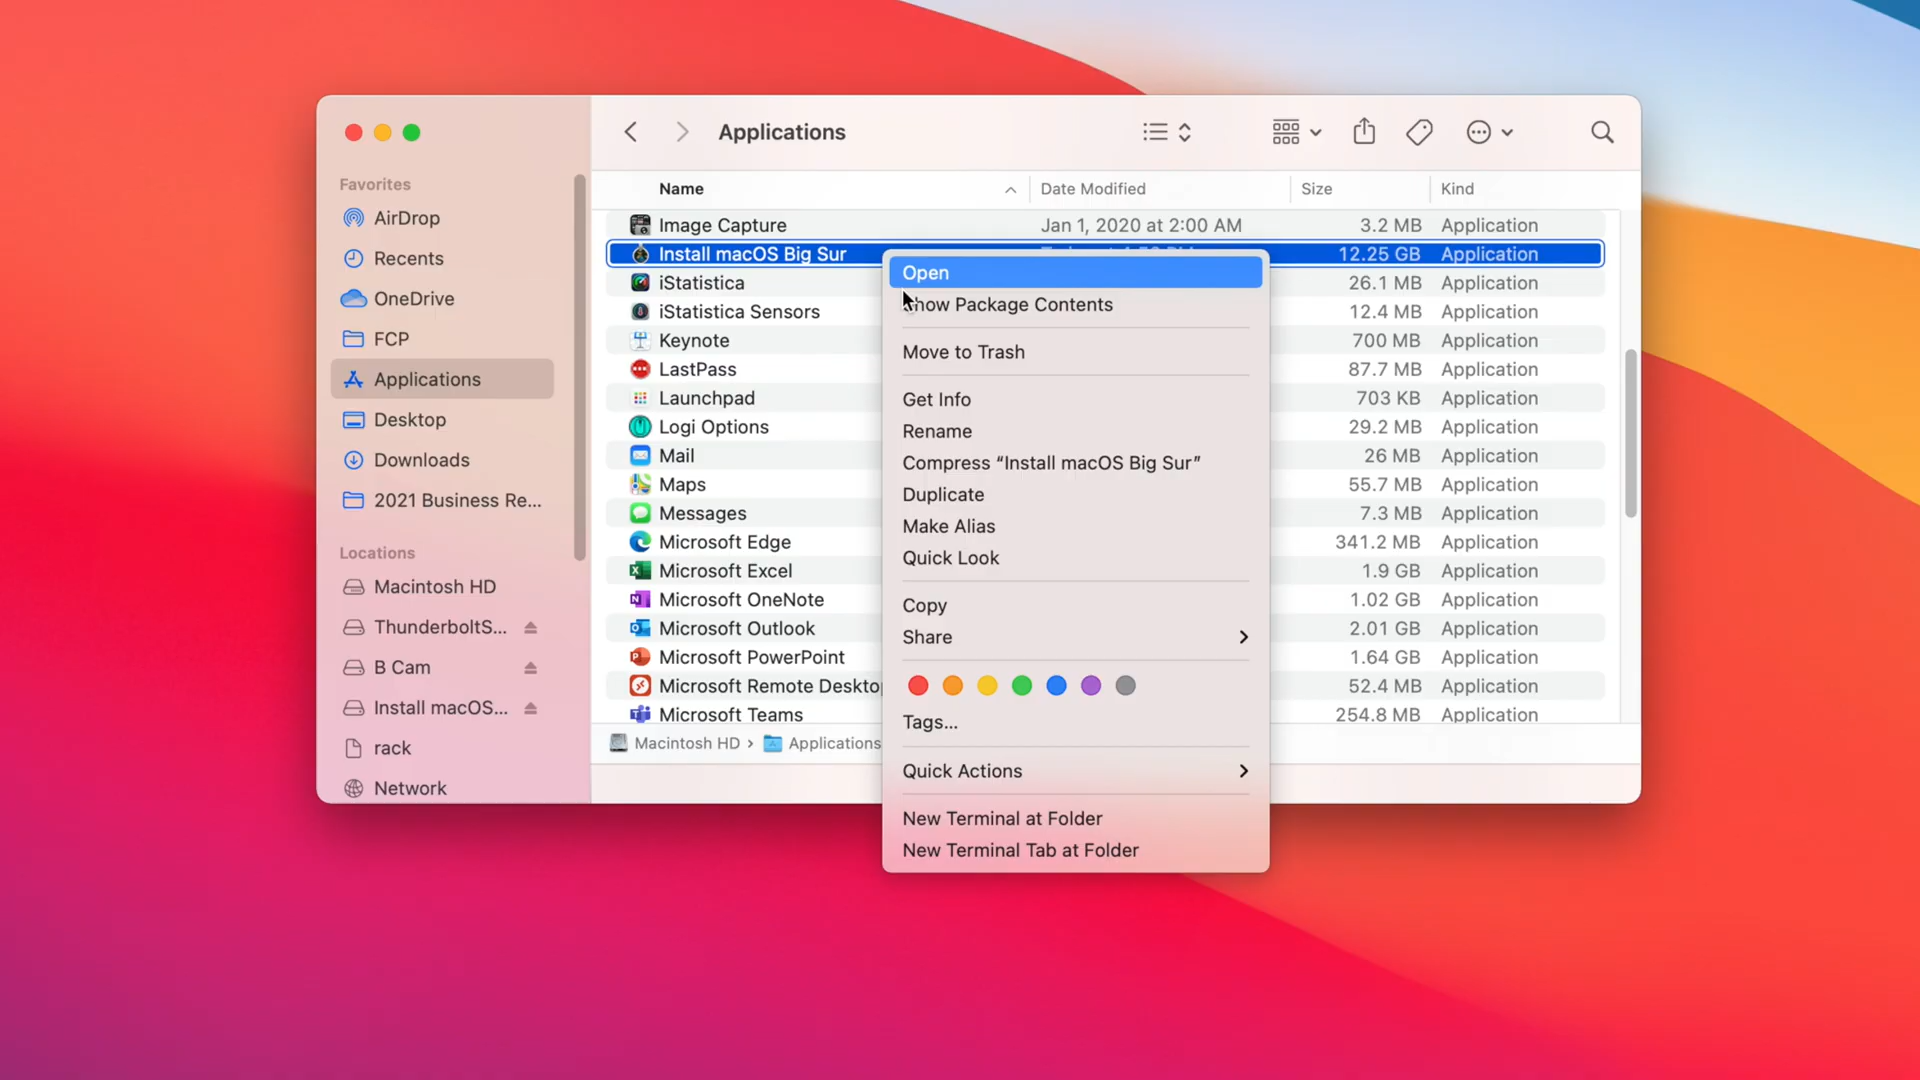 Applications
Favorites
AirDrop
Recents
OneDrive
FCP
Applications
Desktop
Downloads
2021 Business Re...
Locations
Macintosh HD
ThunderboltS...
B Cam
Install macOS...
rack
Network
Name Date Modified Size Kind
Image Capture Jan 1, 2020 at 2:00 AM 3.2 MB Application
Install macOS Big Sur 12.25 GB Application
iStatistica 26.1 MB Application
iStatistica Sensors 12.4 MB Application
Keynote 700 MB Application
LastPass 87.7 MB Application
Launchpad 703 KB Application
Logi Options 29.2 MB Application
Mail 26 MB Application
Maps 55.7 MB Application
Messages 7.3 MB Application
Microsoft Edge 341.2 MB Application
Microsoft Excel 1.9 GB Application
Microsoft OneNote 1.02 GB Application
Microsoft Outlook 2.01 GB Application
Microsoft PowerPoint 1.64 GB Application
Microsoft Remote Deskto 52.4 MB Application
Microsoft Teams 254.8 MB Application
Macintosh HD › Applications
Open
Show Package Contents
Move to Trash
Get Info
Rename
Compress “Install macOS Big Sur”
Duplicate
Make Alias
Quick Look
Copy
Share
Tags...
Quick Actions
New Terminal at Folder
New Terminal Tab at Folder